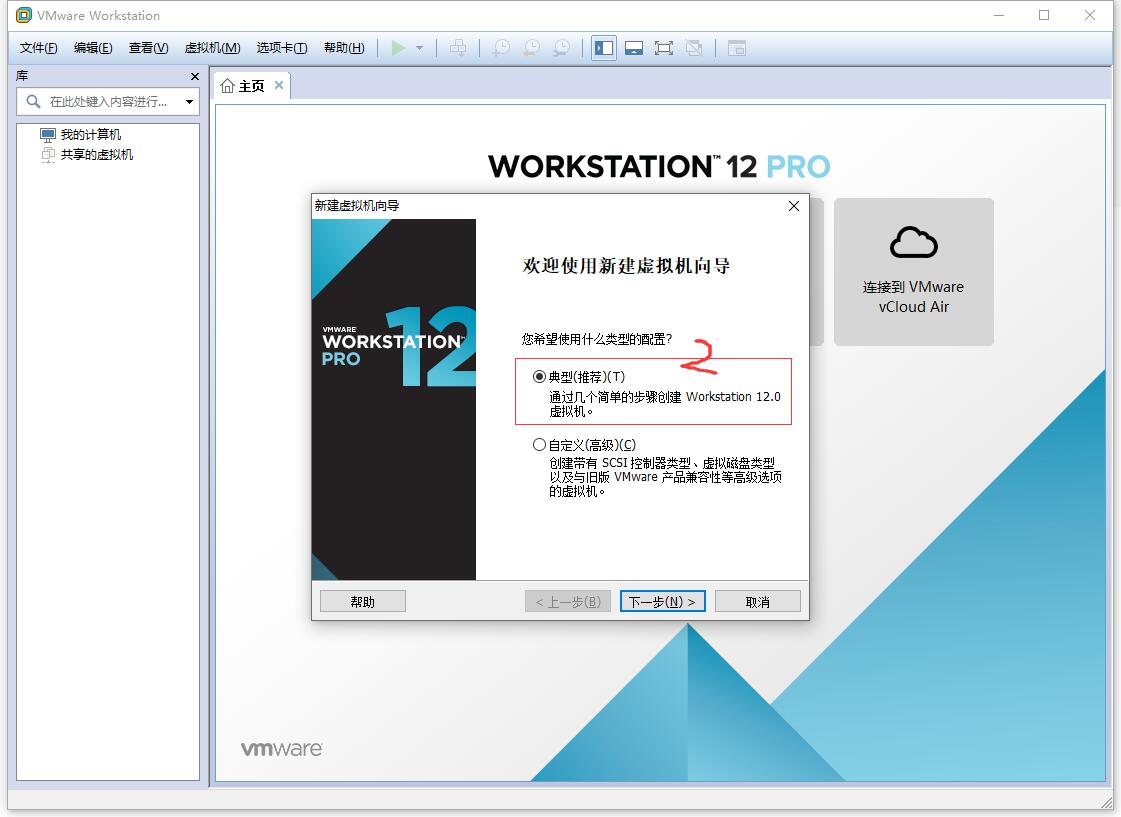 VMware Workstation
文件(F) 编辑(E) 查看(V) 虚拟机(M) 选项卡(T) 帮助(H)
库
在此处键入内容进行...
我的计算机
共享的虚拟机
主页
WORKSTATION™ 12 PRO
连接到 VMware
vCloud Air
新建虚拟机向导
VMWARE
WORKSTATION™
PRO
12
欢迎使用新建虚拟机向导
您希望使用什么类型的配置?
2
典型(推荐)(T)
通过几个简单的步骤创建 Workstation 12.0
虚拟机。
自定义(高级)(C)
创建带有 SCSI 控制器类型、虚拟磁盘类型
以及与旧版 VMware 产品兼容性等高级选项
的虚拟机。
帮助
< 上一步(B)
下一步(N) >
取消
vmware